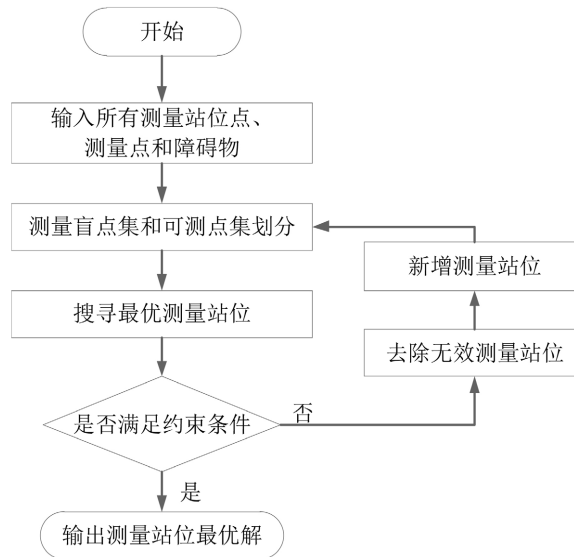 开始
输入所有测量站位点、
测量点和障碍物
测量盲点集和可测点集划分
新增测量站位
搜寻最优测量站位
去除无效测量站位
是否满足约束条件
否
是
输出测量站位最优解